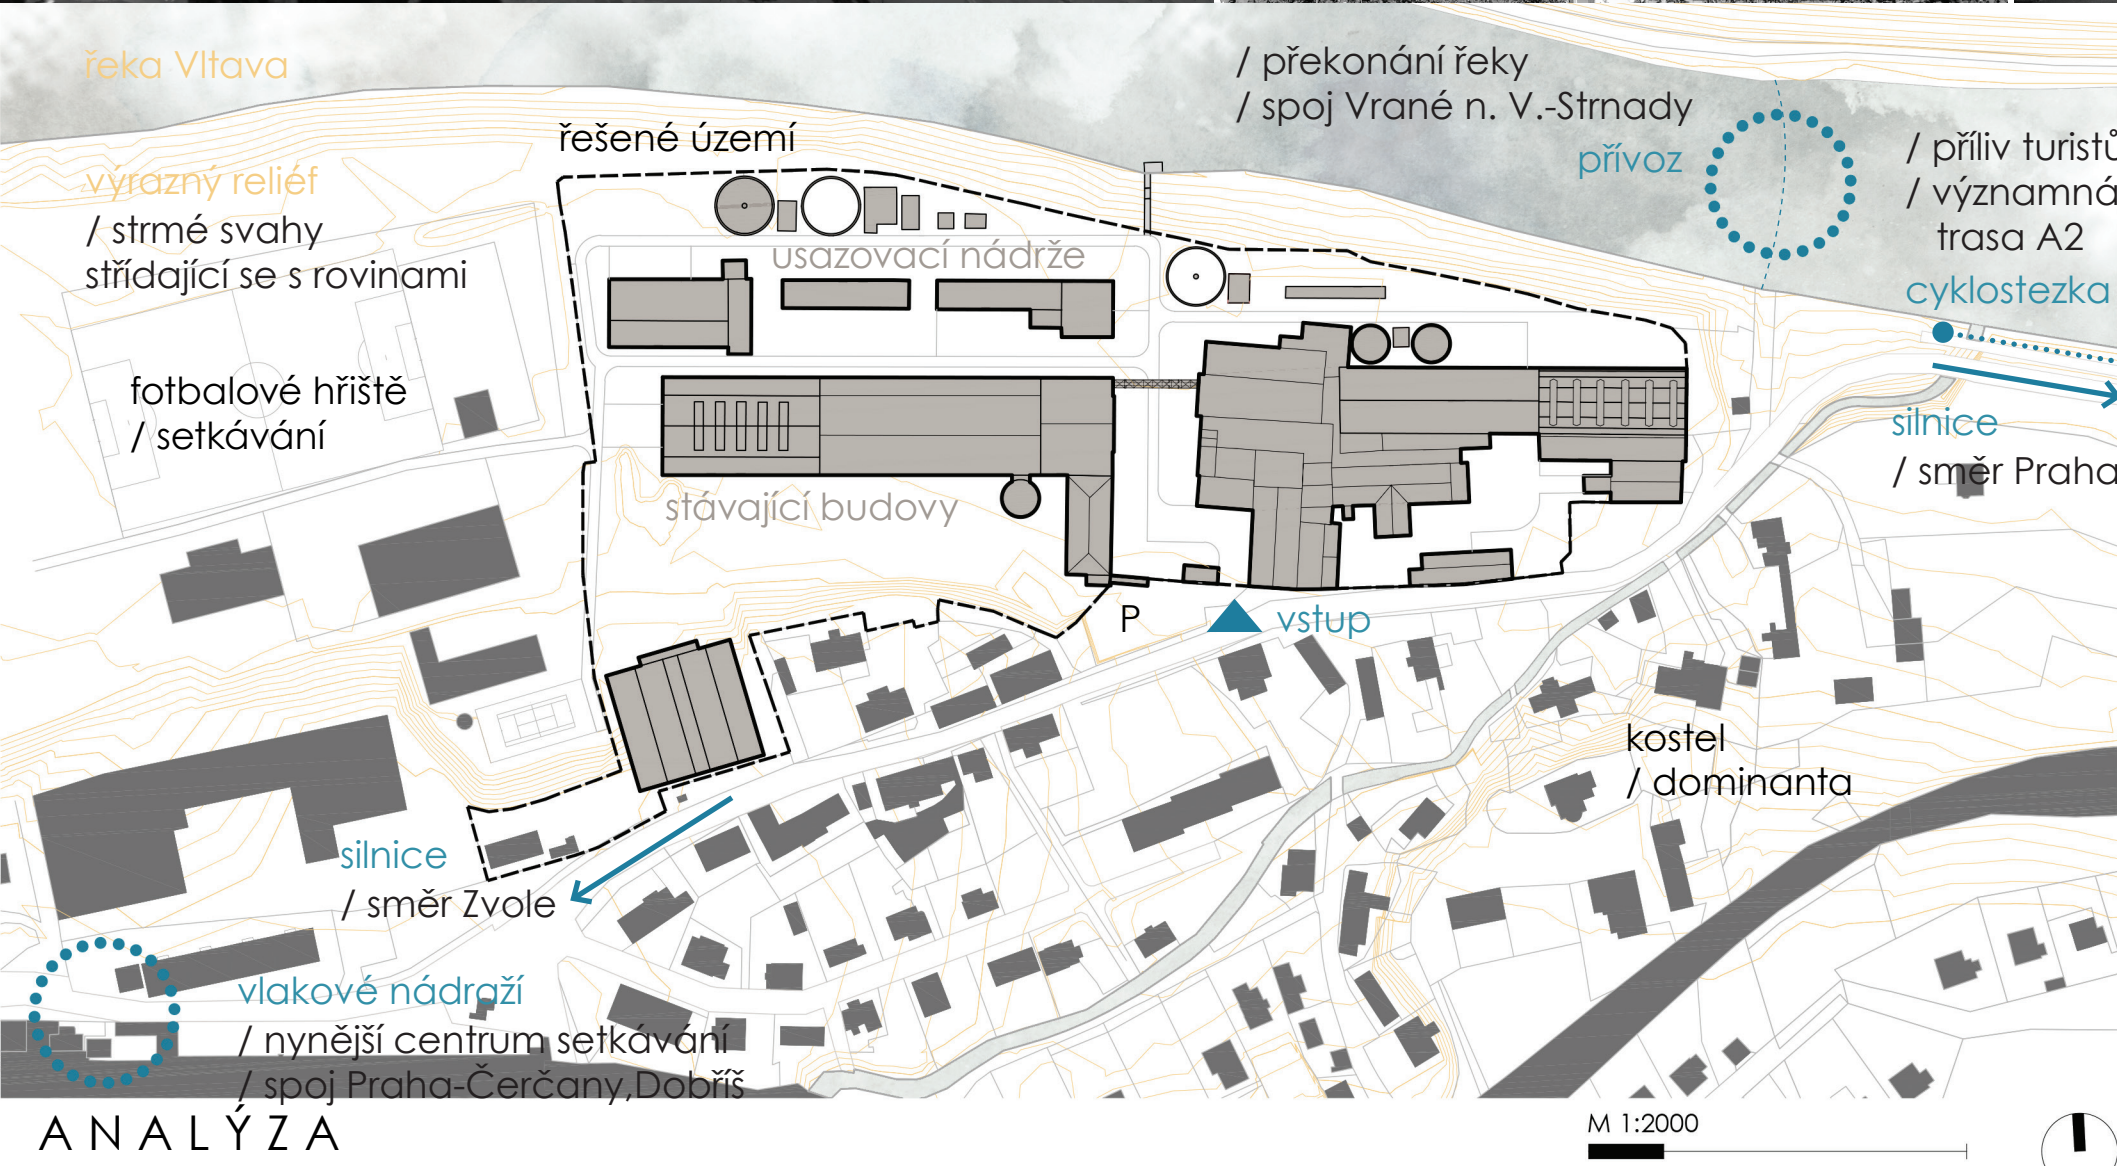 řeka Vltava
výrazný reliéf
/ strmé svahy
střídající se s rovinami
fotbalové hřiště
/ setkávání
řešené území
usazovací nádrže
stávající budovy
/ překonání řeky
/ spoj Vrané n. V.-Strnady
přívoz
/ příliv turistů
/ významná
trasa A2
cyklostezka
silnice
/ směr Praha
P
vstup
kostel
/ dominanta
silnice
/ směr Zvole
vlakové nádraží
/ nynější centrum setkávání
/ spoj Praha-Čerčany,Dobříš
ANALÝZA
M 1:2000